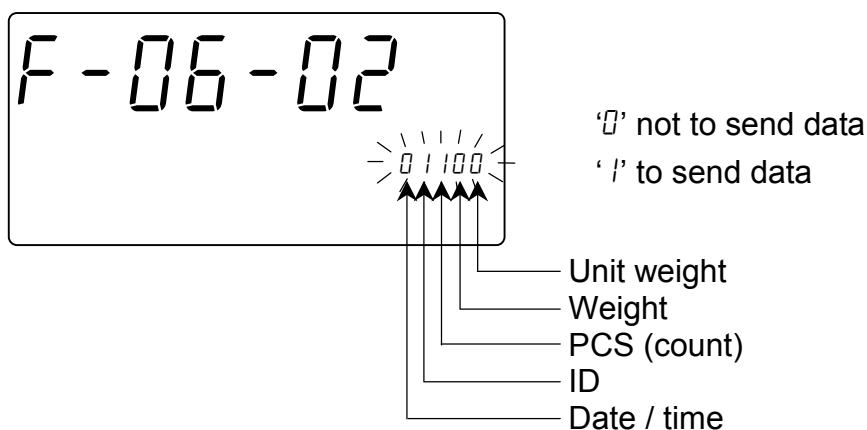 F-06-02
‘0’ not to send data
01100
‘1’ to send data
Unit weight
Weight
PCS (count)
ID
Date / time